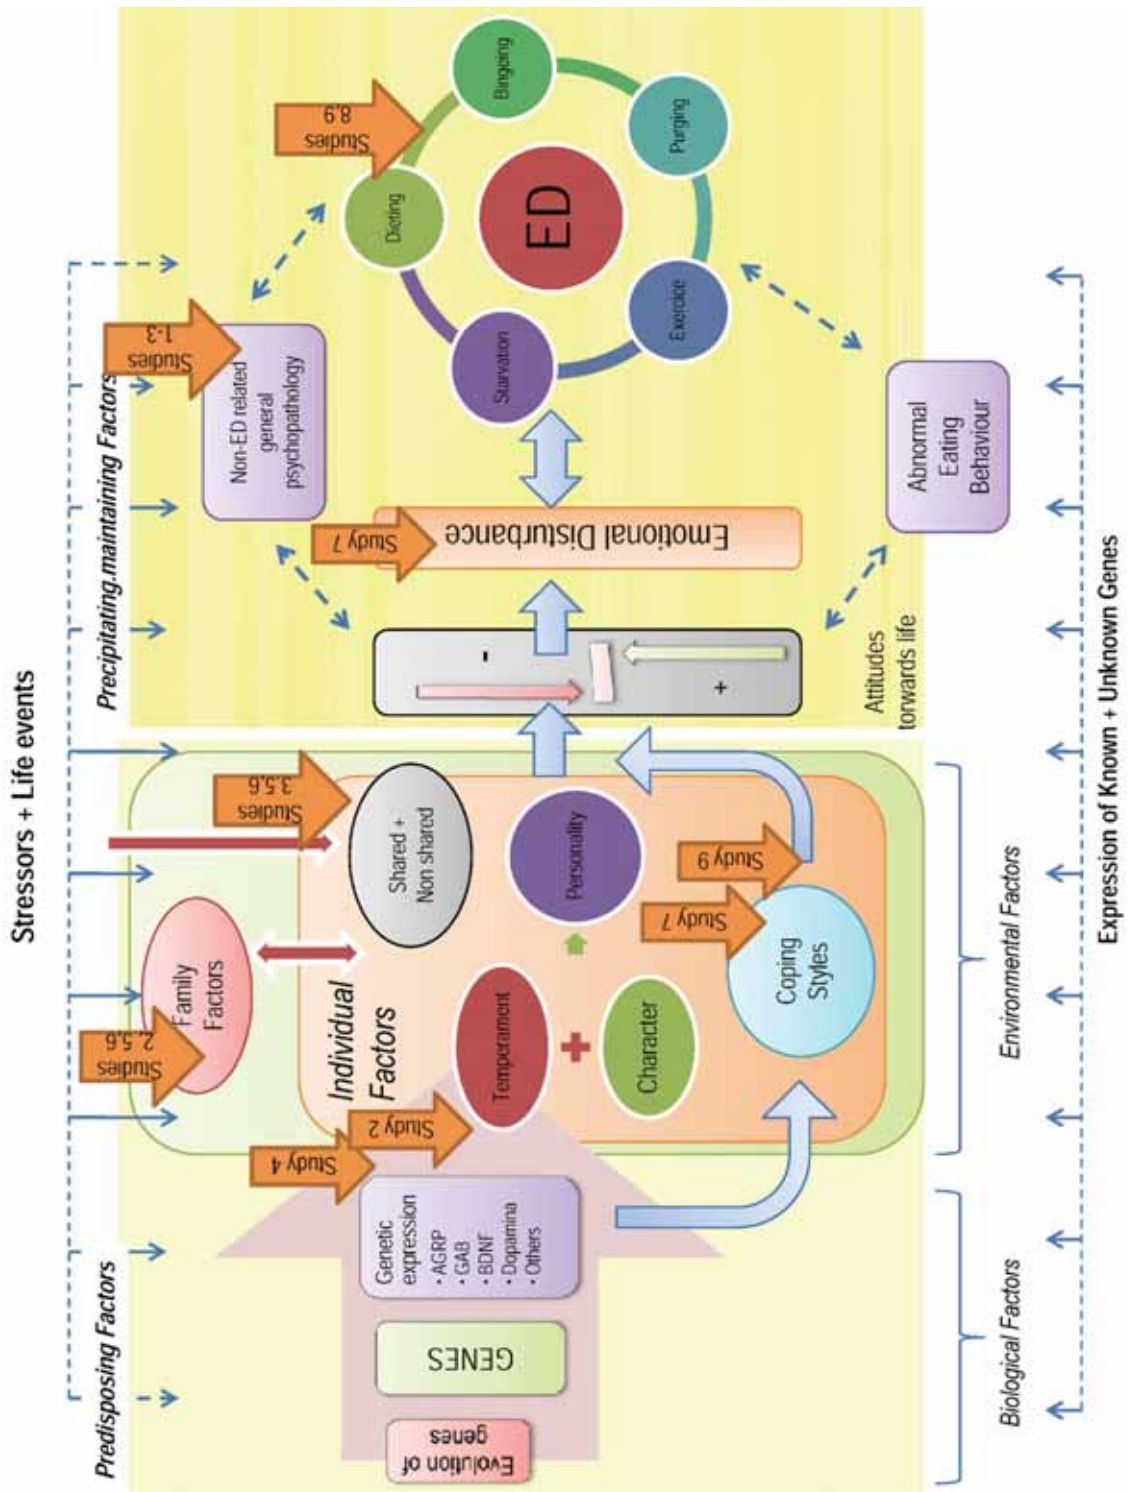 Stressors + Life events
Predisposing Factors
Precipitating.maintaining Factors
Evolution of
genes
GENES
Genetic
expression
• AGRP
• GAB
• BDNF
• Dopamina
• Others
Study 4
Study 2
Studies
2, 5,6
Family
Factors
Individual
Factors
Studies
3,5,6
Shared +
Non shared
Temperament
+
Character
Personality
Study 7
Study 9
Coping
Styles
-
+
Attitudes
torwards life
Study 7
Emotional Disturbance
Studies
1-3
Non-ED related
general
psychopathology
Abnormal
Eating
Behaviour
Studies
8,9
Starvation
Dieting
Bingeing
Purging
Exercice
ED
Biological Factors
Environmental Factors
Expression of Known + Unknown Genes